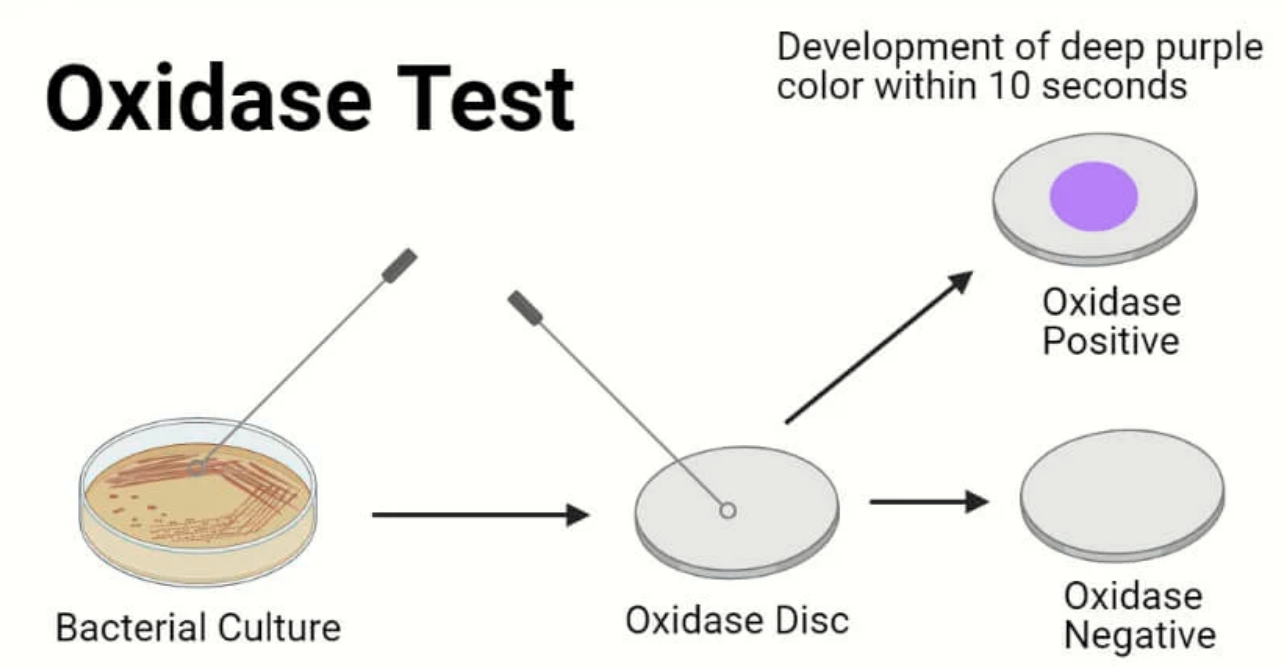 Oxidase Test
Development of deep purple
color within 10 seconds
Oxidase
Positive
Bacterial Culture
Oxidase Disc
Oxidase
Negative